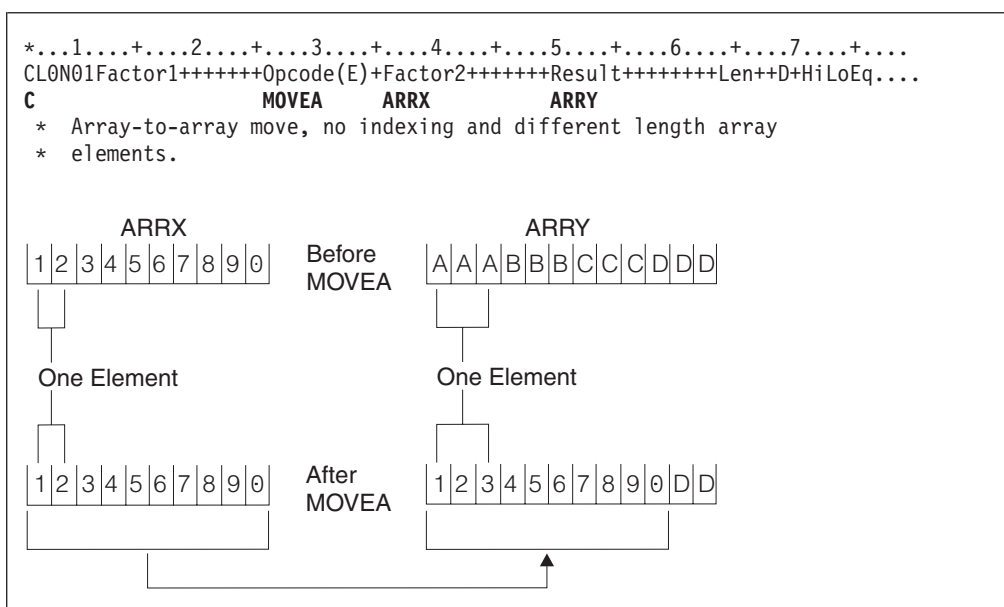 *...1....+....2....+....3....+....4....+....5....+....6....+....7....+....
CL0N01Factor1+++++++Opcode(E)+Factor2+++++++Result++++++++Len++D+HiLoEq....
C                    MOVEA     ARRX          ARRY
 *  Array-to-array move, no indexing and different length array
 *  elements.
ARRX ARRY
1 2 3 4 5 6 7 8 9 0 Before MOVEA A A A B B B C C C D D D
One Element One Element
1 2 3 4 5 6 7 8 9 0 After MOVEA 1 2 3 4 5 6 7 8 9 0 D D